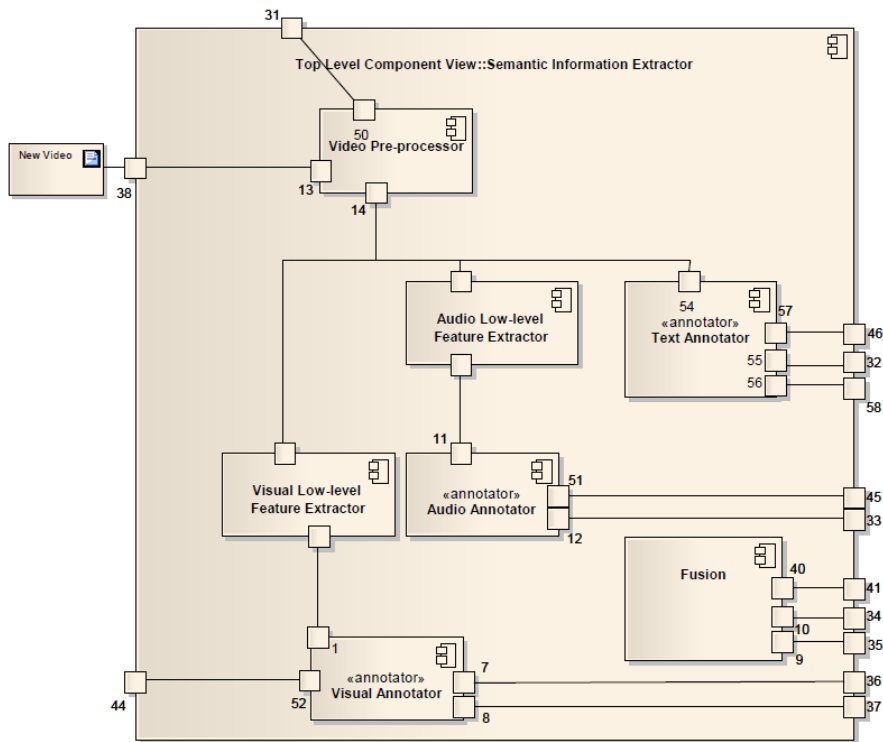 31
Top Level Component View::Semantic Information Extractor
50
Video Pre-processor
New Video
38
13
14
Audio Low-level
Feature Extractor
54
57
«annotator»
Text Annotator
46
55
32
56
58
11
Visual Low-level
Feature Extractor
«annotator»
Audio Annotator
51
45
12
33
Fusion
40
41
34
10
35
9
1
«annotator»
Visual Annotator
7
36
44
52
8
37